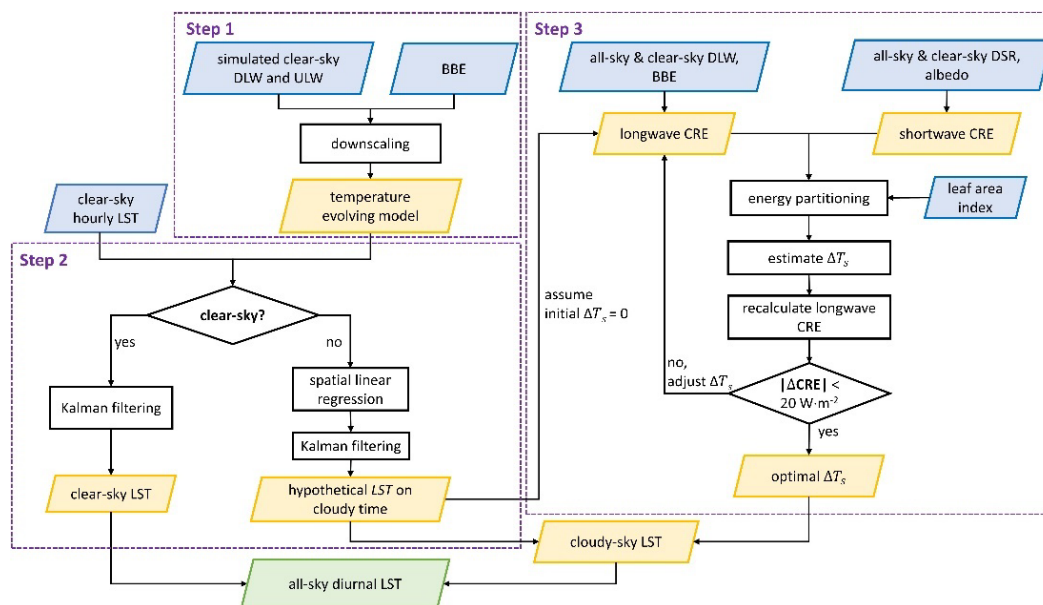 Step 1
simulated clear-sky
DLW and ULW
BBE
downscaling
temperature
evolving model
clear-sky
hourly LST
Step 2
clear-sky?
yes
no
Kalman filtering
spatial linear
regression
Kalman filtering
clear-sky LST
hypothetical LST on
cloudy time
Step 3
all-sky & clear-sky DLW,
BBE
all-sky & clear-sky DSR,
albedo
longwave CRE
shortwave CRE
energy partitioning
leaf area
index
estimate ΔTₛ
assume
initial ΔTₛ = 0
recalculate longwave
CRE
no,
adjust ΔTₛ
|ΔCRE| <
20 W·m⁻²
yes
optimal ΔTₛ
cloudy-sky LST
all-sky diurnal LST